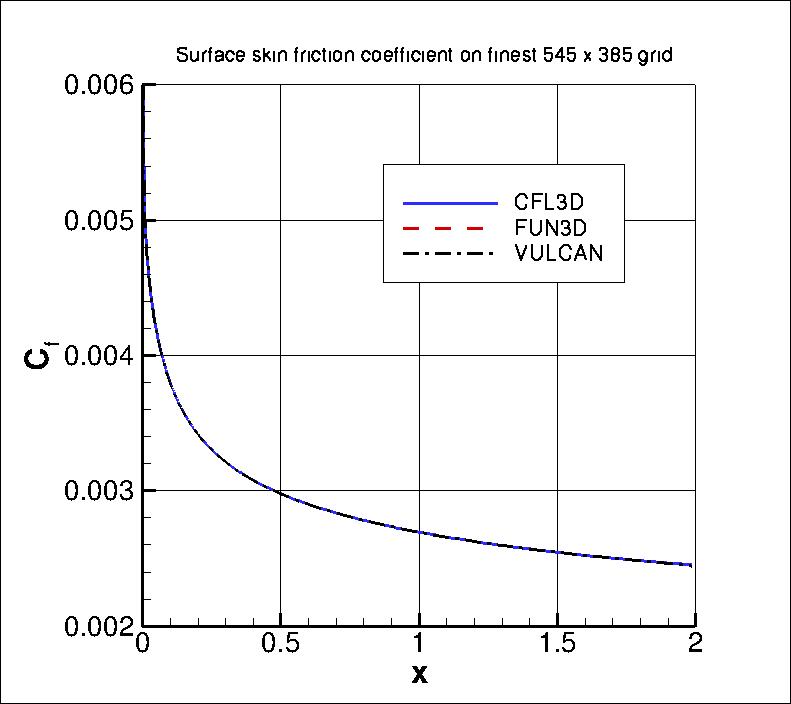 Surface skin friction coefficient on finest 545 x 385 grid
0.006
0.005
0.004
0.003
0.002
Cf
CFL3D
FUN3D
VULCAN
0
0.5
1
1.5
2
x